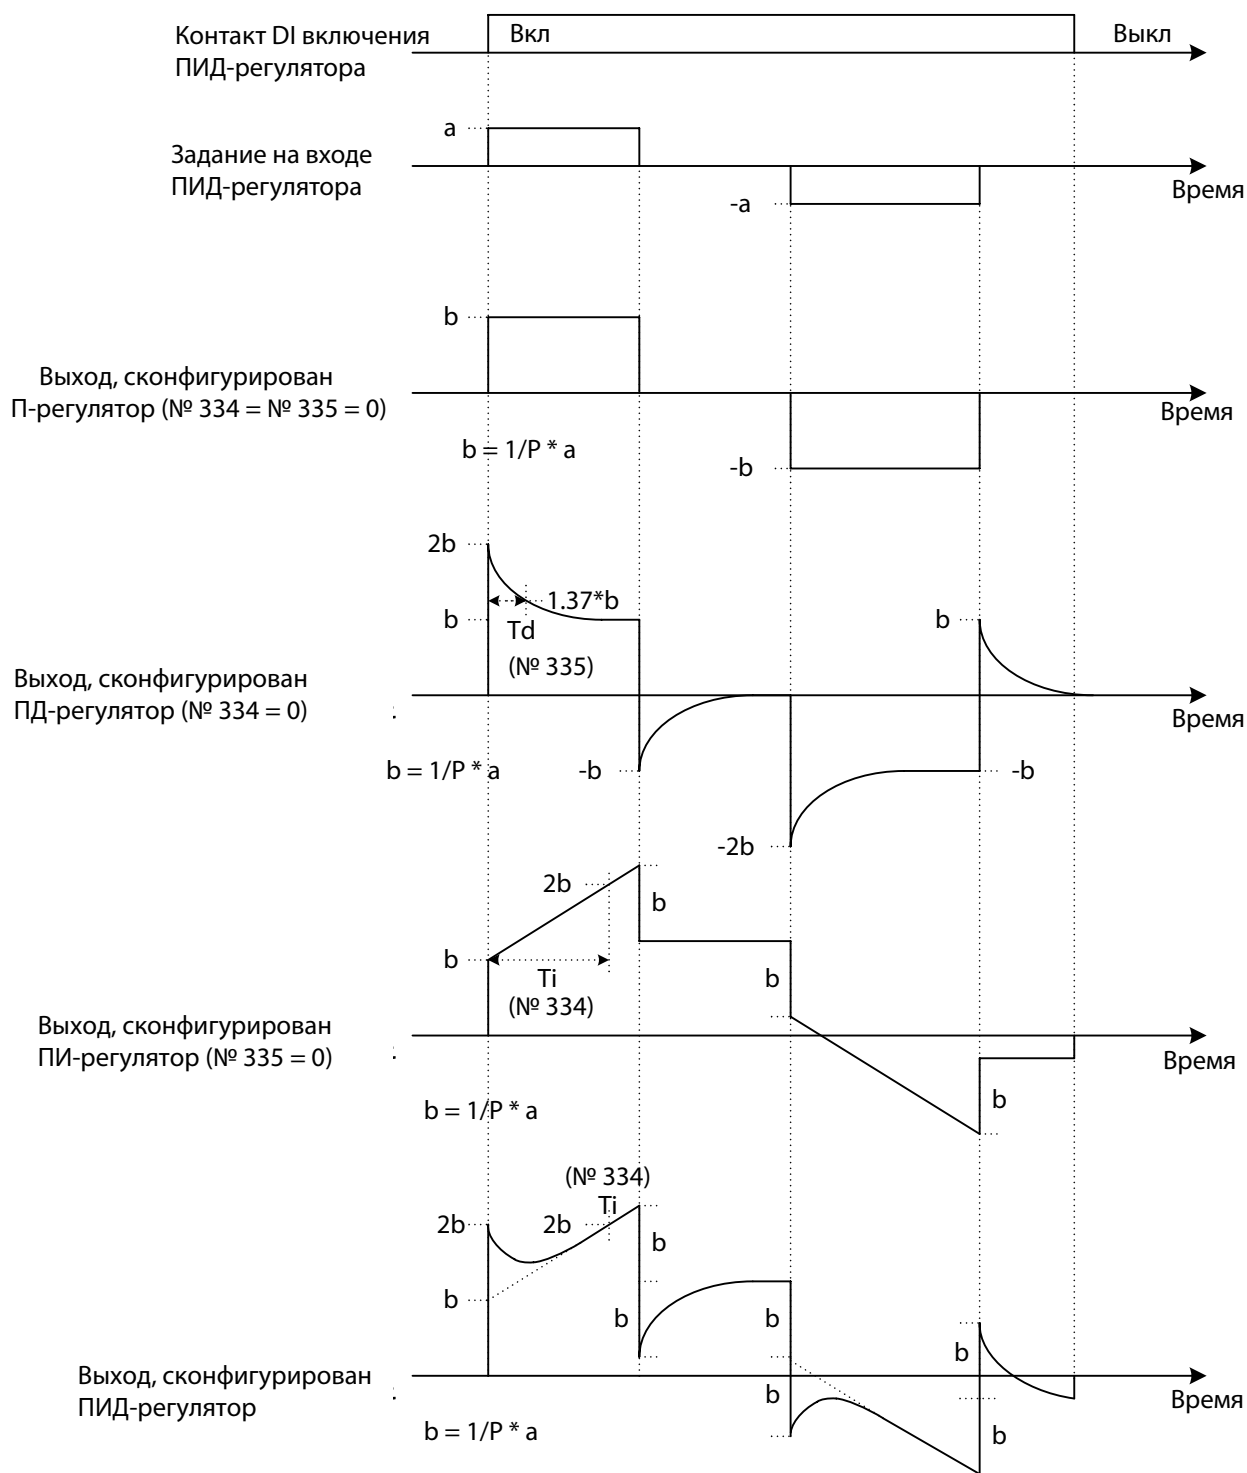 Контакт DI включения
ПИД-регулятора
Вкл
Выкл
a
Задание на входе
ПИД-регулятора
Время
-a
b
Выход, сконфигурирован
П-регулятор (№ 334 = № 335 = 0)
Время
b = 1/P * a
-b
2b
1.37*b
b
Td
(№ 335)
b
Выход, сконфигурирован
ПД-регулятор (№ 334 = 0)
Время
b = 1/P * a
-b
-b
-2b
2b
b
b
Ti
(№ 334)
b
Выход, сконфигурирован
ПИ-регулятор (№ 335 = 0)
Время
b = 1/P * a
b
(№ 334)
Ti
2b
2b
b
b
b
b
b
Выход, сконфигурирован
ПИД-регулятор
b
Время
b = 1/P * a
b